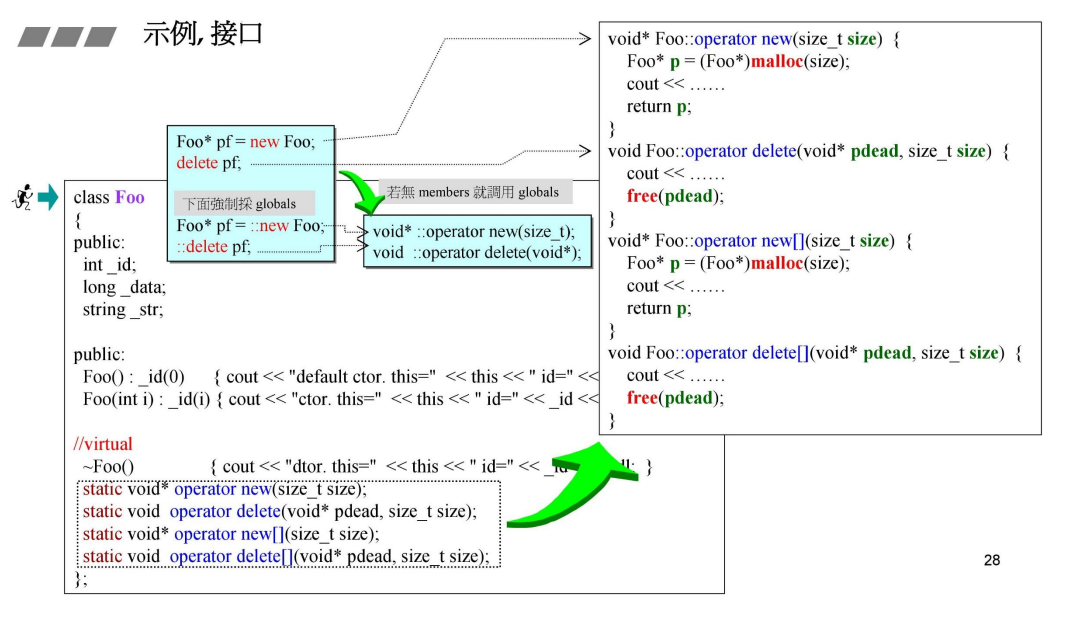 示例, 接口
Foo* pf = new Foo;
delete pf;
下面強制採 globals
Foo* pf = ::new Foo;
::delete pf;
若無 members 就調用 globals
void* ::operator new(size_t);
void ::operator delete(void*);
class Foo
{
public:
int _id;
long _data;
string _str;
public:
Foo() : _id(0) { cout << "default ctor. this=" << this << " id=" <<
Foo(int i) : _id(i) { cout << "ctor. this=" << this << " id=" << _id <<
//virtual
~Foo() { cout << "dtor. this=" << this << " id=" <<
static void* operator new(size_t size);
static void operator delete(void* pdead, size_t size);
static void* operator new[](size_t size);
static void operator delete[](void* pdead, size_t size);
};
void* Foo::operator new(size_t size) {
Foo* p = (Foo*)malloc(size);
cout << ……
return p;
}
void Foo::operator delete(void* pdead, size_t size) {
cout << ……
free(pdead);
}
void* Foo::operator new[](size_t size) {
Foo* p = (Foo*)malloc(size);
cout << ……
return p;
}
void Foo::operator delete[](void* pdead, size_t size) {
cout << ……
free(pdead);
}
28